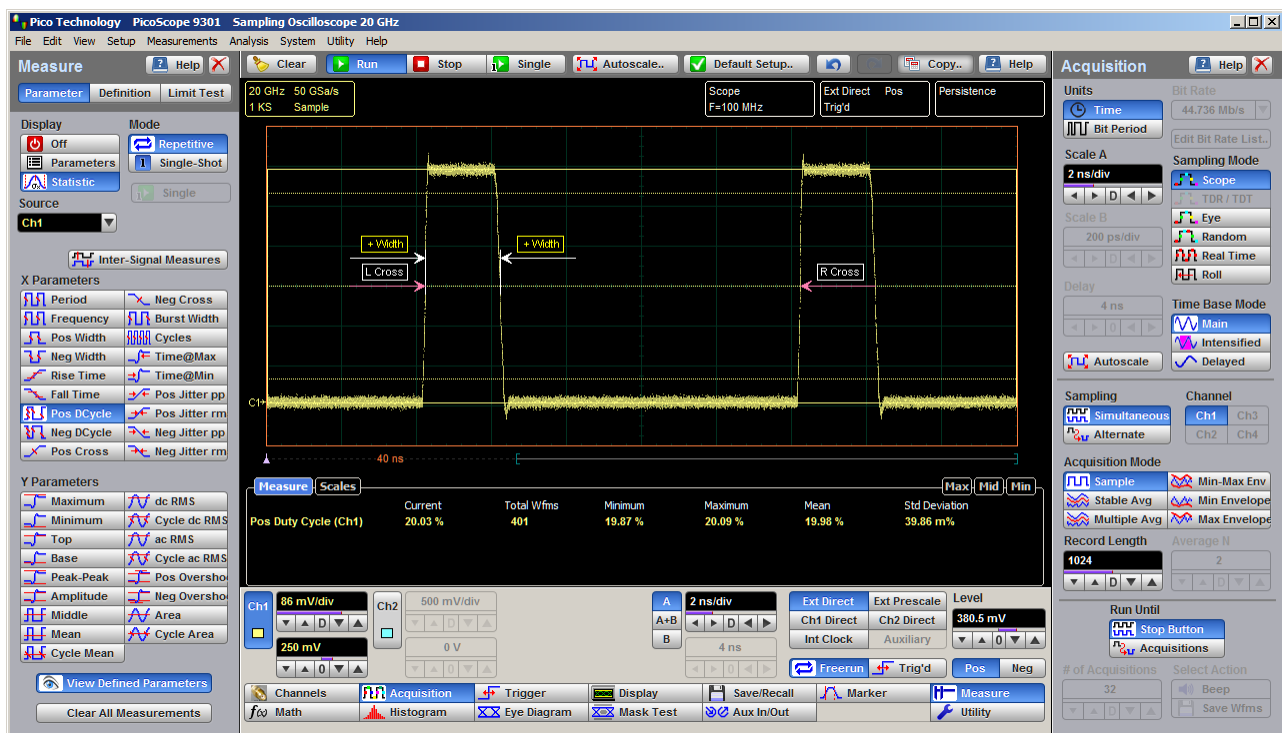 Pico Technology PicoScope 9301 Sampling Oscilloscope 20 GHz
File Edit View Setup Measurements Analysis System Utility Help
Measure
Help
Parameter Definition Limit Test
Display Mode
Off Repetitive
Parameters 1 Single-Shot
Statistic
Single
Source
Ch1
Inter-Signal Measures
X Parameters
Period Neg Cross
Frequency Burst Width
Pos Width Cycles
Neg Width Time@Max
Rise Time Time@Min
Fall Time Pos Jitter pp
Pos DCycle Pos Jitter rm
Neg DCycle Neg Jitter pp
Pos Cross Neg Jitter rm
Y Parameters
Maximum dc RMS
Minimum Cycle dc RMS
Top ac RMS
Base Cycle ac RMS
Peak-Peak Pos Oversho
Amplitude Neg Oversho
Middle Area
Mean Cycle Area
Cycle Mean
View Defined Parameters
Clear All Measurements
Clear Run Stop Single Autoscale.. Default Setup.. Copy.. Help
20 GHz 50 GSa/s
1 KS Sample
Scope
F=100 MHz
Ext Direct Pos
Trig'd
Persistence
+ Width + Width
L Cross R Cross
C1
40 ns
Measure Scales Max Mid Min
Current Total Wfms Minimum Maximum Mean Std Deviation
Pos Duty Cycle (Ch1) 20.03 % 401 19.87 % 20.09 % 19.98 % 39.86 m%
Ch1 86 mV/div
D
250 mV
0
Ch2 500 mV/div
D
0 V
0
A 2 ns/div
A+B D
B 4 ns
0
Ext Direct Ext Prescale
Ch1 Direct Ch2 Direct
Int Clock Auxiliary
Freerun Trig'd
Level
380.5 mV
0
Pos Neg
Channels Acquisition Trigger Display Save/Recall Marker Measure
f(x) Math Histogram Eye Diagram Mask Test Aux In/Out Utility
Acquisition
Help
Units Bit Rate
Time 44.736 Mb/s
Bit Period Edit Bit Rate List..
Scale A Sampling Mode
2 ns/div Scope
D TDR / TDT
Scale B Eye
200 ps/div Random
D Real Time
Roll
Delay
4 ns Time Base Mode
0 Main
Intensified
Autoscale Delayed
Sampling Channel
Simultaneous Ch1 Ch3
Alternate Ch2 Ch4
Acquisition Mode
Sample Min-Max Env
Stable Avg Min Envelope
Multiple Avg Max Envelope
Record Length Average N
1024 2
D D
Run Until
Stop Button
Acquisitions
# of Acquisitions Select Action
32 Beep
D Save Wfms